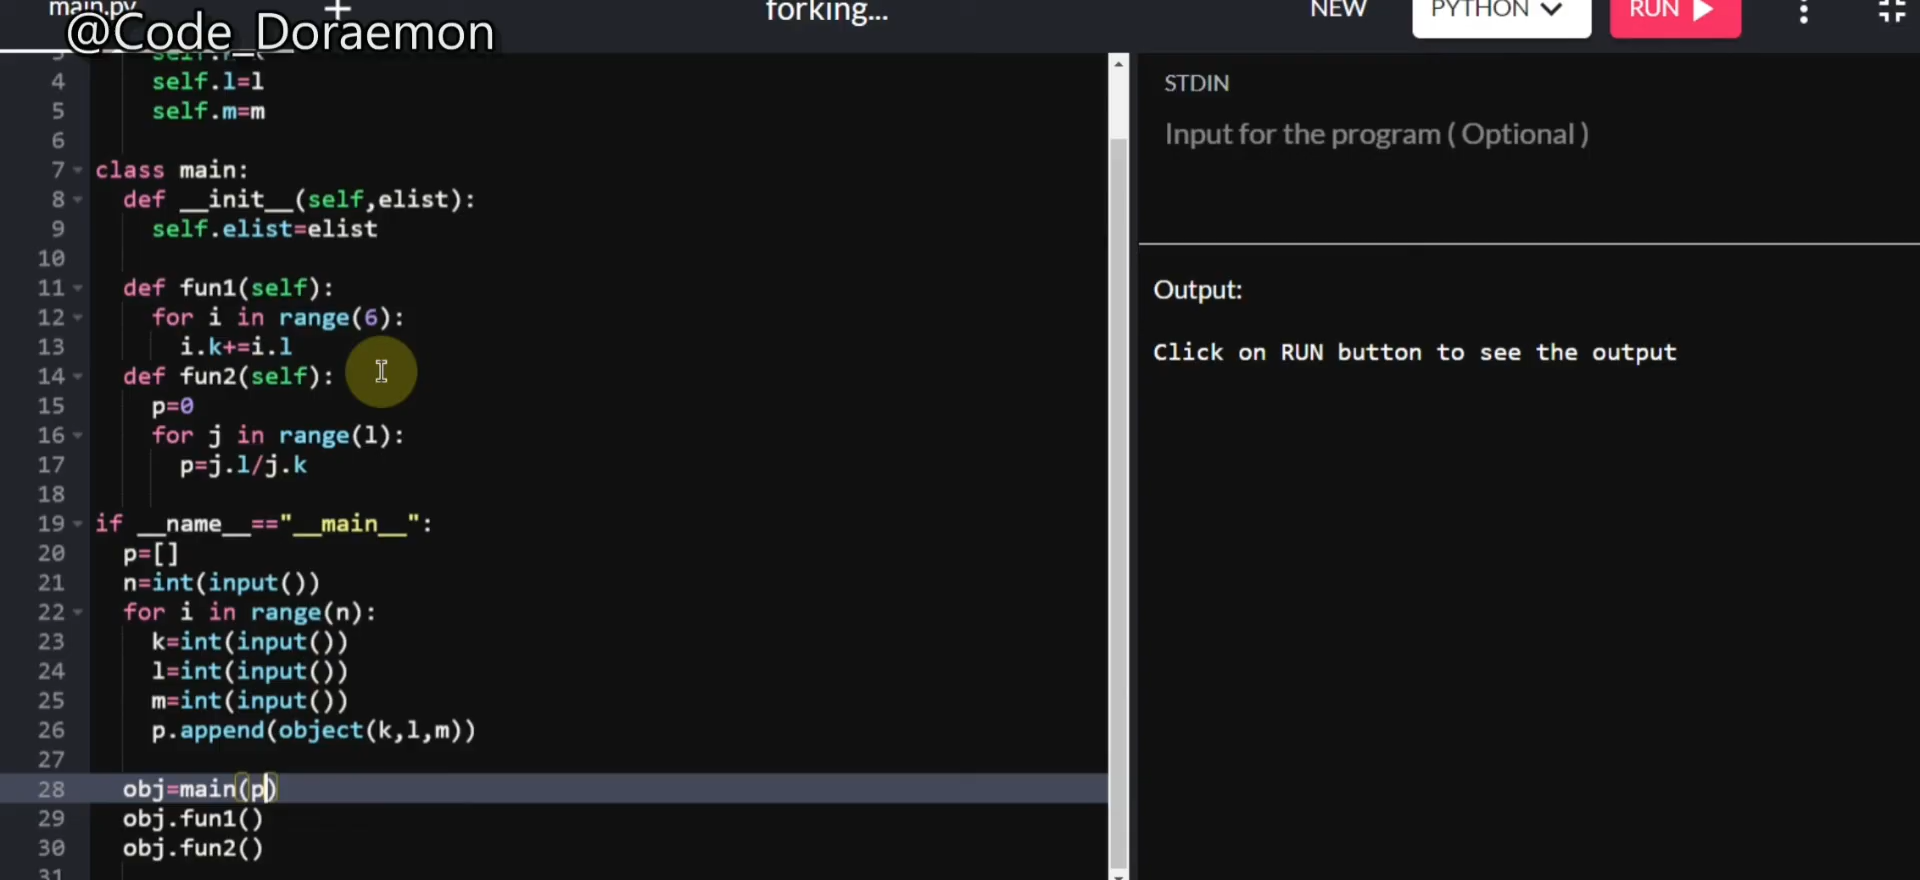 main.py
+
forking...
NEW
PYTHON
RUN
@Code_Doraemon
3
4 self.l=l
5 self.m=m
6
7 class main:
8 def __init__(self,elist):
9 self.elist=elist
10
11 def fun1(self):
12 for i in range(6):
13 i.k+=i.l
14 def fun2(self):
15 p=0
16 for j in range(l):
17 p=j.l/j.k
18
19 if __name__=="__main__":
20 p=[]
21 n=int(input())
22 for i in range(n):
23 k=int(input())
24 l=int(input())
25 m=int(input())
26 p.append(object(k,l,m))
27
28 obj=main(p)
29 obj.fun1()
30 obj.fun2()
31
STDIN
Input for the program ( Optional )
Output:
Click on RUN button to see the output